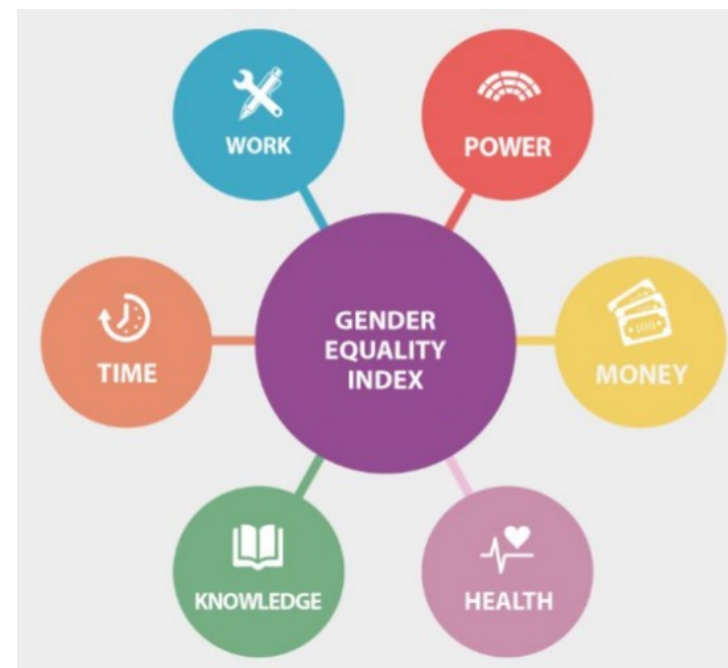 WORK
POWER
TIME
GENDER
EQUALITY
INDEX
MONEY
KNOWLEDGE
HEALTH